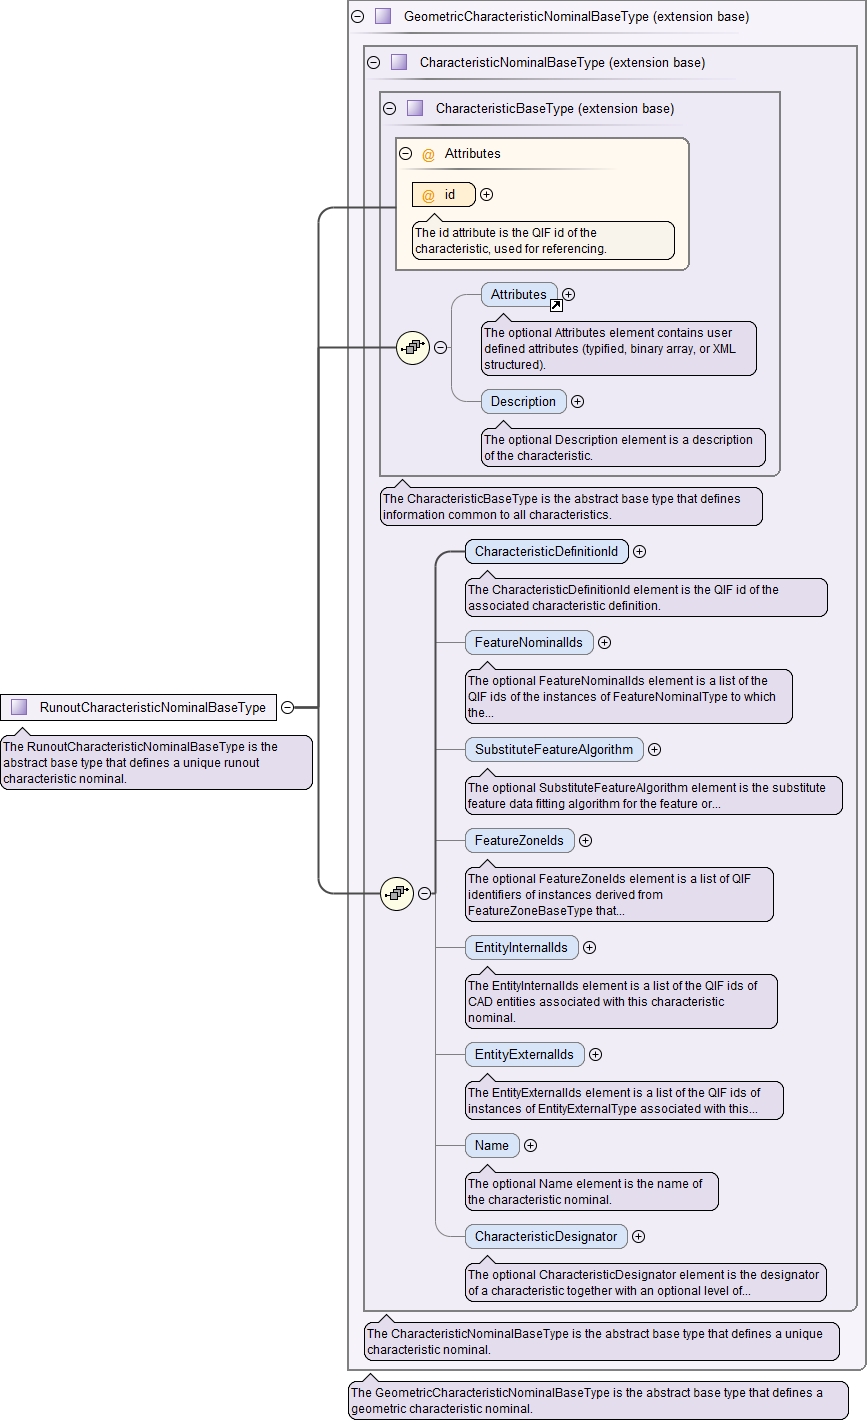 GeometricCharacteristicNominalBaseType (extension base)
CharacteristicNominalBaseType (extension base)
CharacteristicBaseType (extension base)
@ Attributes
@ id
The id attribute is the QIF id of the
characteristic, used for referencing.
Attributes
The optional Attributes element contains user
defined attributes (typified, binary array, or XML
structured).
Description
The optional Description element is a description
of the characteristic.
The CharacteristicBaseType is the abstract base type that defines
information common to all characteristics.
CharacteristicDefinitionId
The CharacteristicDefinitionId element is the QIF id of the
associated characteristic definition.
FeatureNominalIds
The optional FeatureNominalIds element is a list of the
QIF ids of the instances of FeatureNominalType to which
the...
RunoutCharacteristicNominalBaseType
The RunoutCharacteristicNominalBaseType is the
abstract base type that defines a unique runout
characteristic nominal.
SubstituteFeatureAlgorithm
The optional SubstituteFeatureAlgorithm element is the substitute
feature data fitting algorithm for the feature or...
FeatureZoneIds
The optional FeatureZoneIds element is a list of QIF
identifiers of instances derived from
FeatureZoneBaseType that...
EntityInternalIds
The EntityInternalIds element is a list of the QIF ids of
CAD entities associated with this characteristic
nominal.
EntityExternalIds
The EntityExternalIds element is a list of the QIF ids of
instances of EntityExternalType associated with this...
Name
The optional Name element is the name of
the characteristic nominal.
CharacteristicDesignator
The optional CharacteristicDesignator element is the designator
of a characteristic together with an optional level of...
The CharacteristicNominalBaseType is the abstract base type that defines a unique
characteristic nominal.
The GeometricCharacteristicNominalBaseType is the abstract base type that defines a
geometric characteristic nominal.